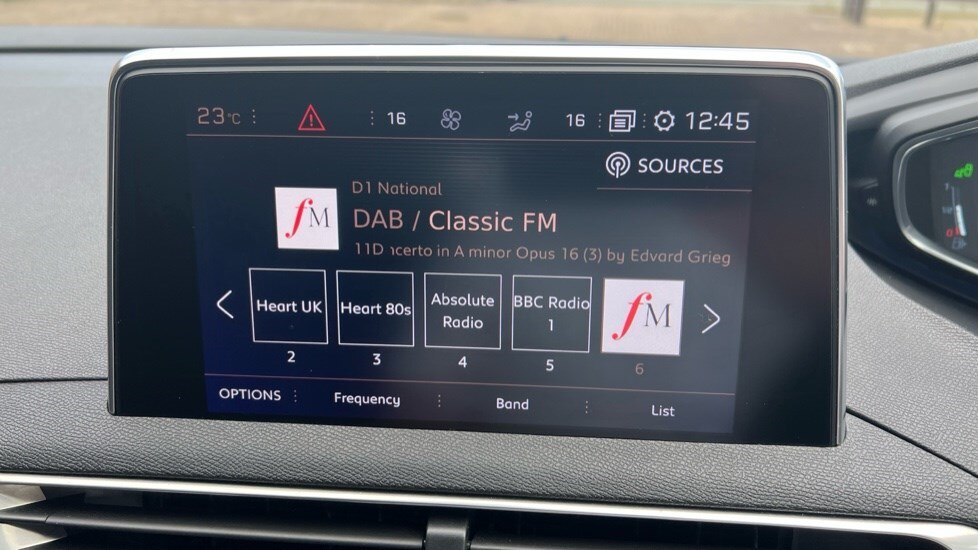 23°C 16 16 12:45
SOURCES
D1 National
DAB / Classic FM
11D ncerto in A minor Opus 16 (3) by Edvard Grieg
fM
Heart UK
Heart 80s
Absolute
Radio
BBC Radio
1
fM
2 3 4 5 6
OPTIONS Frequency Band List